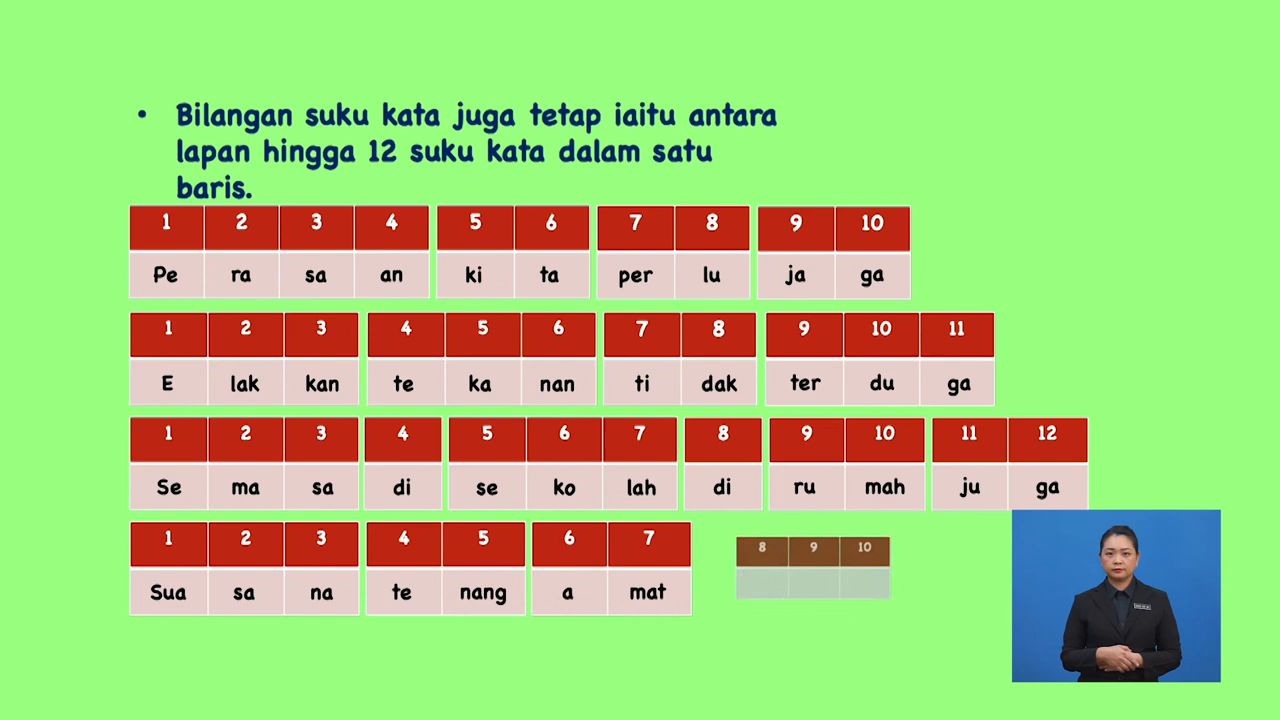 • Bilangan suku kata juga tetap iaitu antara
lapan hingga 12 suku kata dalam satu
baris.
1 2 3 4 5 6 7 8 9 10
Pe ra sa an ki ta per lu ja ga
1 2 3 4 5 6 7 8 9 10 11
E lak kan te ka nan ti dak ter du ga
1 2 3 4 5 6 7 8 9 10 11 12
Se ma sa di se ko lah di ru mah ju ga
1 2 3 4 5 6 7 8 9 10
Sua sa na te nang a mat